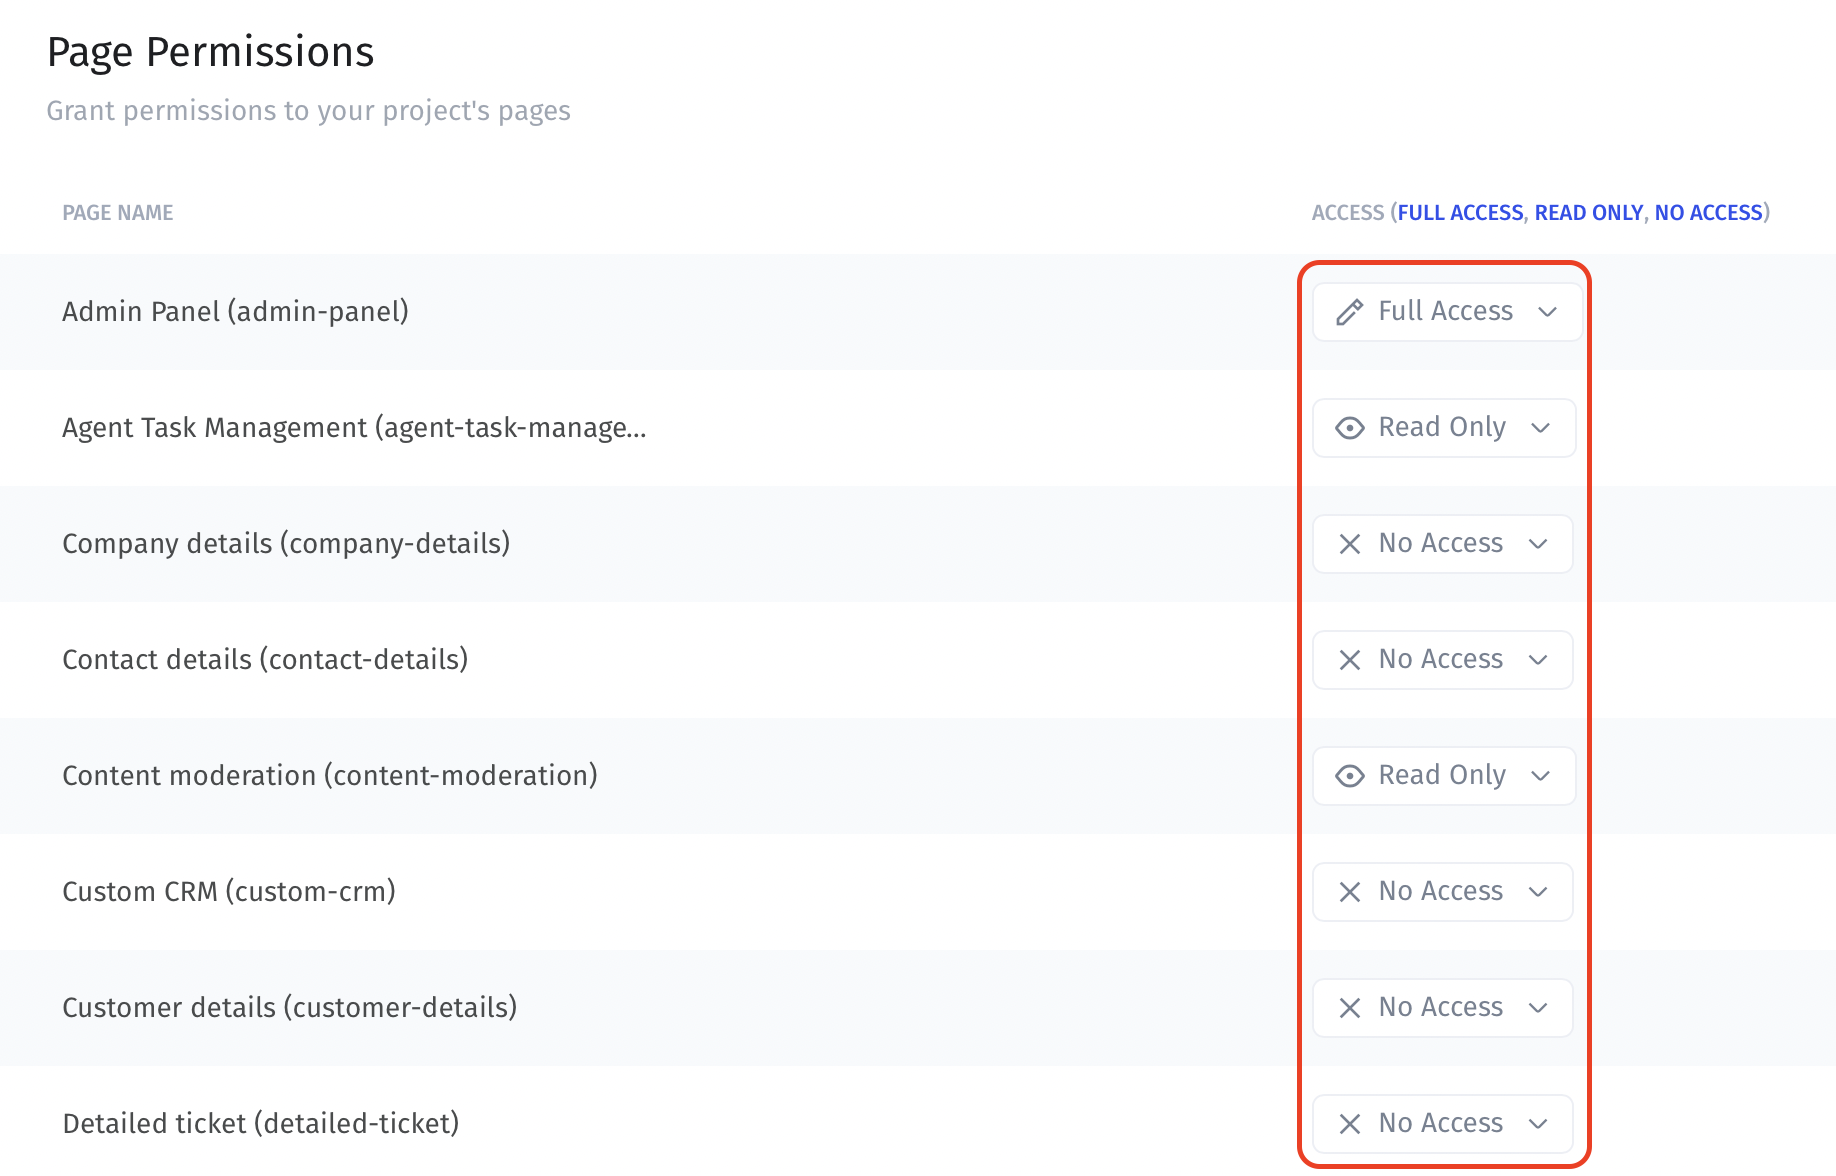 Page Permissions
Grant permissions to your project's pages
PAGE NAME ACCESS (FULL ACCESS, READ ONLY, NO ACCESS)
Admin Panel (admin-panel) Full Access
Agent Task Management (agent-task-manage... Read Only
Company details (company-details) No Access
Contact details (contact-details) No Access
Content moderation (content-moderation) Read Only
Custom CRM (custom-crm) No Access
Customer details (customer-details) No Access
Detailed ticket (detailed-ticket) No Access